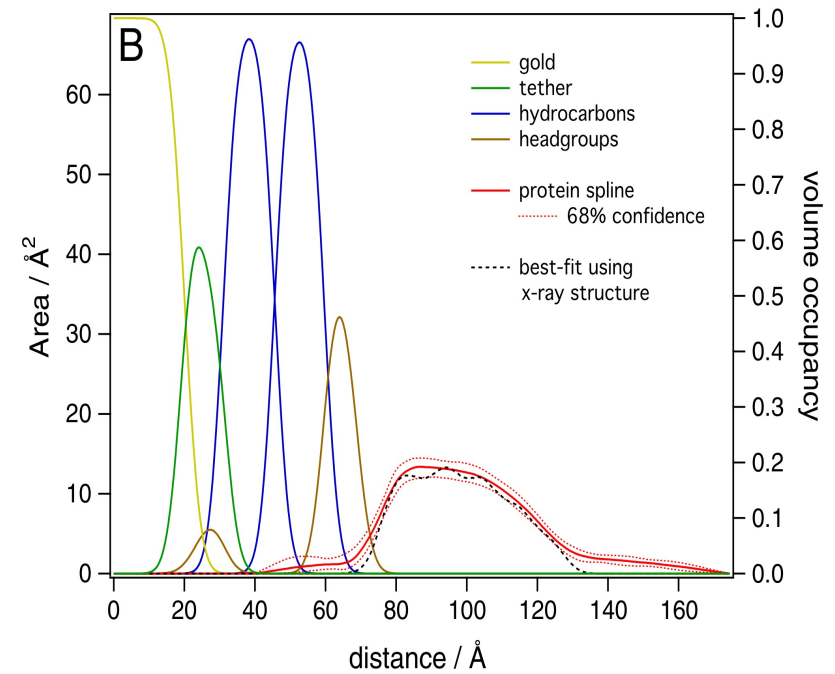 B
gold
tether
hydrocarbons
headgroups
protein spline
68% confidence
best-fit using
x-ray structure
Area / Å²
60
50
40
30
20
10
0
1.0
0.9
0.8
0.7
0.6
0.5
0.4
0.3
0.2
0.1
0.0
volume occupancy
0 20 40 60 80 100 120 140 160
distance / Å